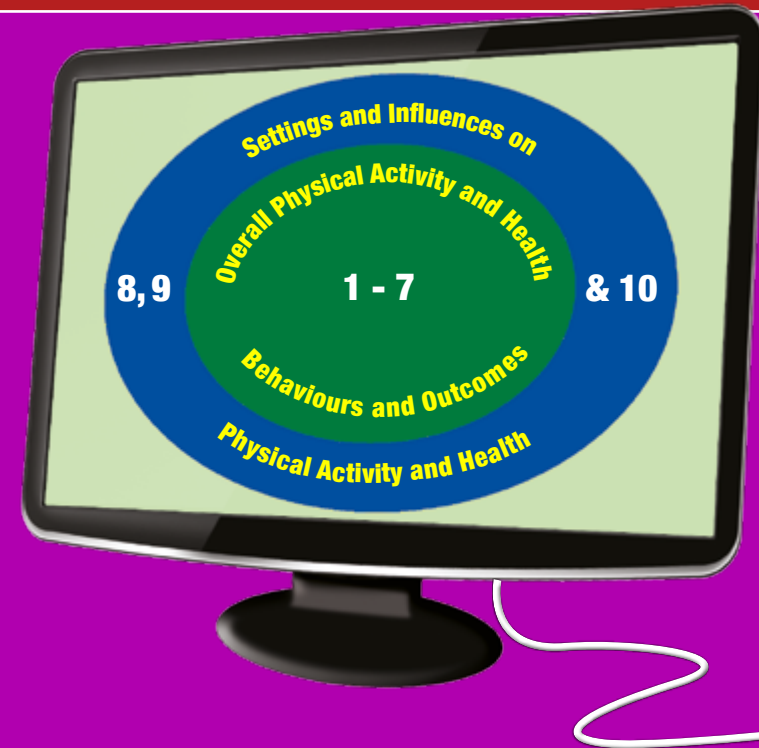 Settings and Influences on
Overall Physical Activity and Health
8, 9
1 - 7
& 10
Behaviours and Outcomes
Physical Activity and Health